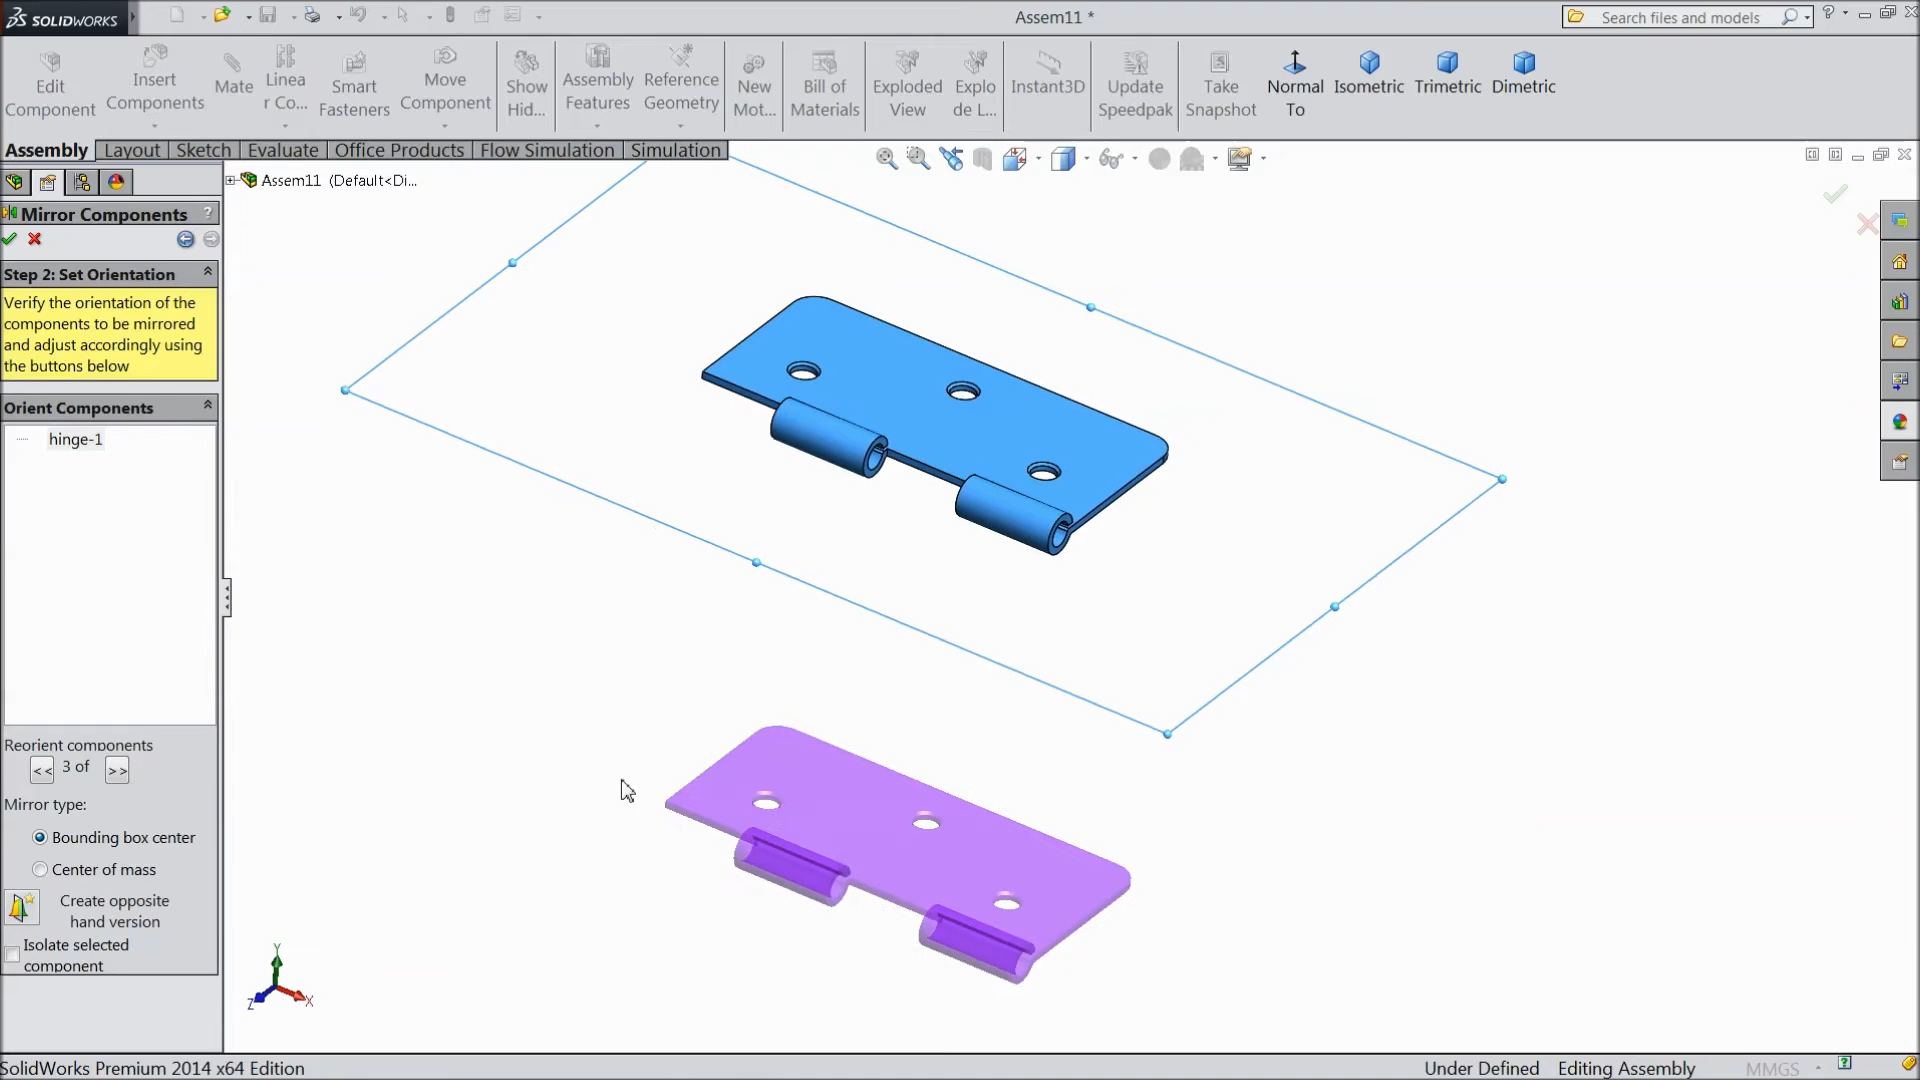 SOLIDWORKS
Assem11 *
Search files and models
?
Edit
Component
Insert
Components
Mate
Linea
r Co...
Smart
Fasteners
Move
Component
Show
Hid...
Assembly
Features
Reference
Geometry
New
Mot...
Bill of
Materials
Exploded
View
Explo
de L...
Instant3D
Update
Speedpak
Take
Snapshot
Normal
To
Isometric
Trimetric
Dimetric
Assembly
Layout
Sketch
Evaluate
Office Products
Flow Simulation
Simulation
Assem11 (Default<Di...
Mirror Components
?
Step 2: Set Orientation
Verify the orientation of the
components to be mirrored
and adjust accordingly using
the buttons below
Orient Components
hinge-1
Reorient components
<< 3 of >>
Mirror type:
Bounding box center
Center of mass
Create opposite
hand version
Isolate selected
component
Y
Z
X
SolidWorks Premium 2014 x64 Edition
Under Defined
Editing Assembly
MMGS
?